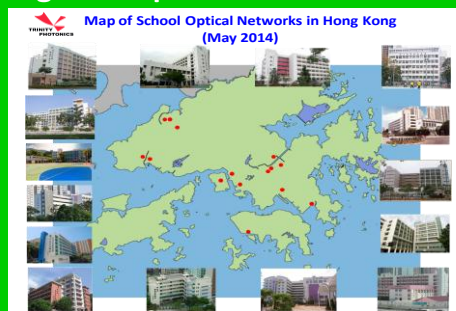 TRINITY
PHOTONICS
Map of School Optical Networks in Hong Kong
(May 2014)